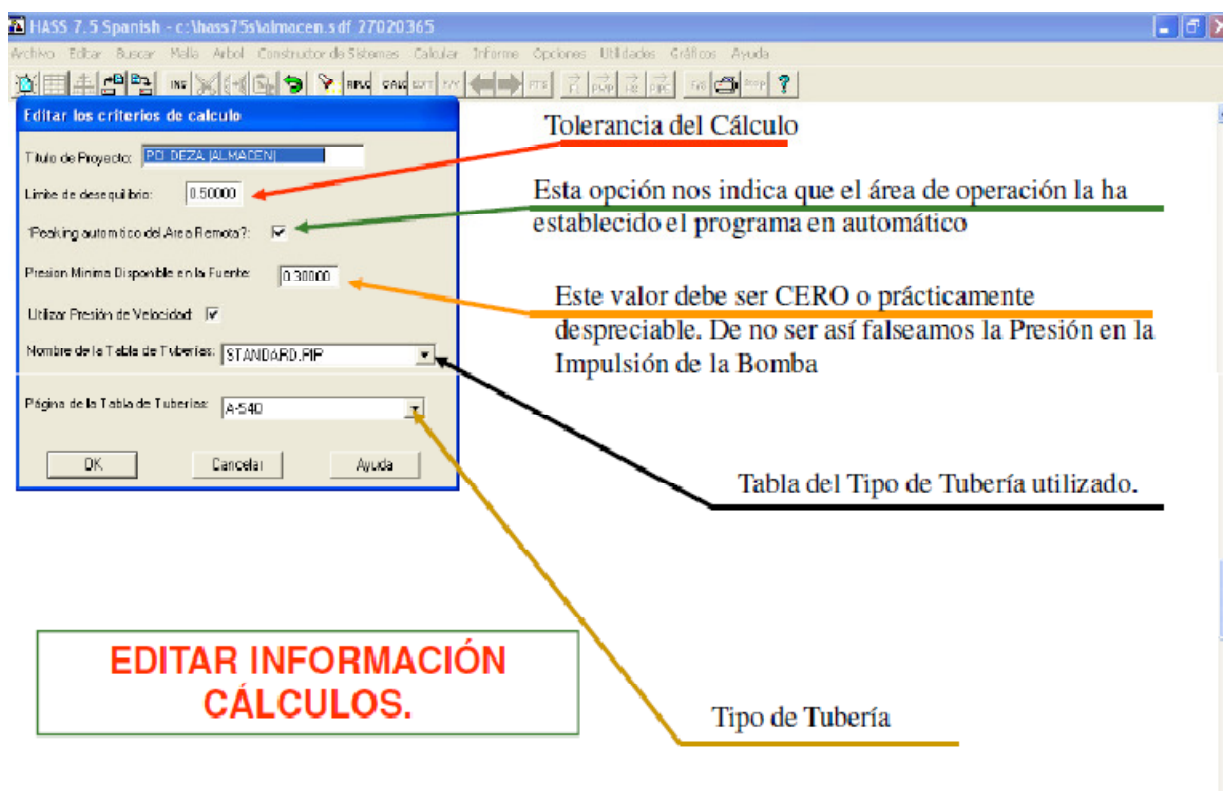 HASS 7.5 Spanish - c:\hass75s\almacen.sdf 27020365
Archivo Editar Buscar Malla Arbol Constructor de Sistemas Calcular Informe Opciones Utilidades Gráficos Ayuda
Editar los criterios de calculo
Titulo de Proyecto: PCI DEZA (ALMACEN)
Limite de desequilibrio: 0.50000
?Peaking automtico del Area Remota?:
Presion Minima Disponible en la Fuente: 0.30000
Utilizar Presión de Velocidad:
Nombre de la Tabla de Tuberias: STANDARD.PIP
Página de la Tabla de Tuberias: A-540
OK Cancelar Ayuda
Tolerancia del Cálculo
Esta opción nos indica que el área de operación la ha
establecido el programa en automático
Este valor debe ser CERO o prácticamente
despreciable. De no ser así falseamos la Presión en la
Impulsión de la Bomba
Tabla del Tipo de Tubería utilizado.
Tipo de Tubería
EDITAR INFORMACIÓN
CÁLCULOS.